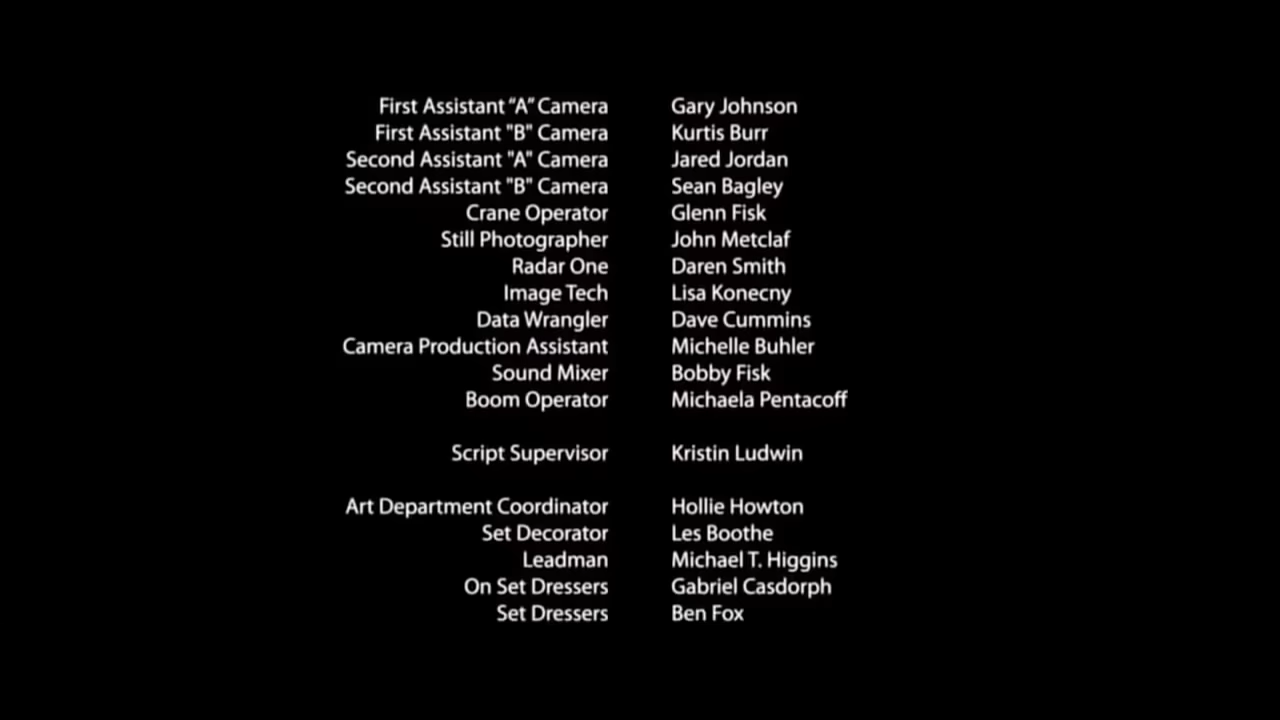 First Assistant “A” Camera Gary Johnson
First Assistant "B" Camera Kurtis Burr
Second Assistant "A" Camera Jared Jordan
Second Assistant "B" Camera Sean Bagley
Crane Operator Glenn Fisk
Still Photographer John Metclaf
Radar One Daren Smith
Image Tech Lisa Konecny
Data Wrangler Dave Cummins
Camera Production Assistant Michelle Buhler
Sound Mixer Bobby Fisk
Boom Operator Michaela Pentacoff
Script Supervisor Kristin Ludwin
Art Department Coordinator Hollie Howton
Set Decorator Les Boothe
Leadman Michael T. Higgins
On Set Dressers Gabriel Casdorph
Set Dressers Ben Fox